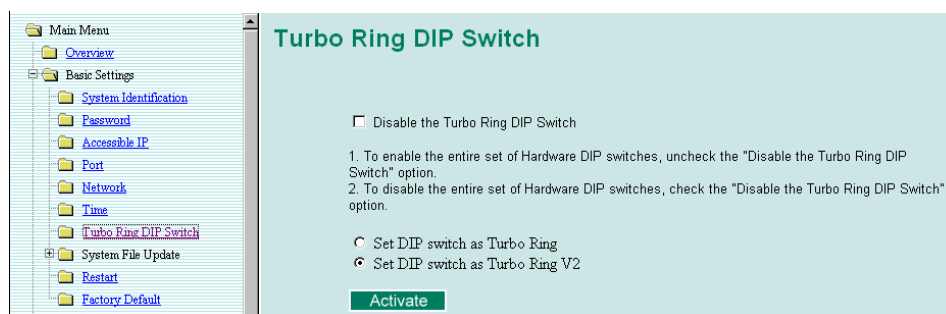 Main Menu
Overview
Basic Settings
System Identification
Password
Accessible IP
Port
Network
Time
Turbo Ring DIP Switch
System File Update
Restart
Factory Default
Turbo Ring DIP Switch
Disable the Turbo Ring DIP Switch
1. To enable the entire set of Hardware DIP switches, uncheck the "Disable the Turbo Ring DIP
Switch" option.
2. To disable the entire set of Hardware DIP switches, check the "Disable the Turbo Ring DIP Switch"
option.
Set DIP switch as Turbo Ring
Set DIP switch as Turbo Ring V2
Activate